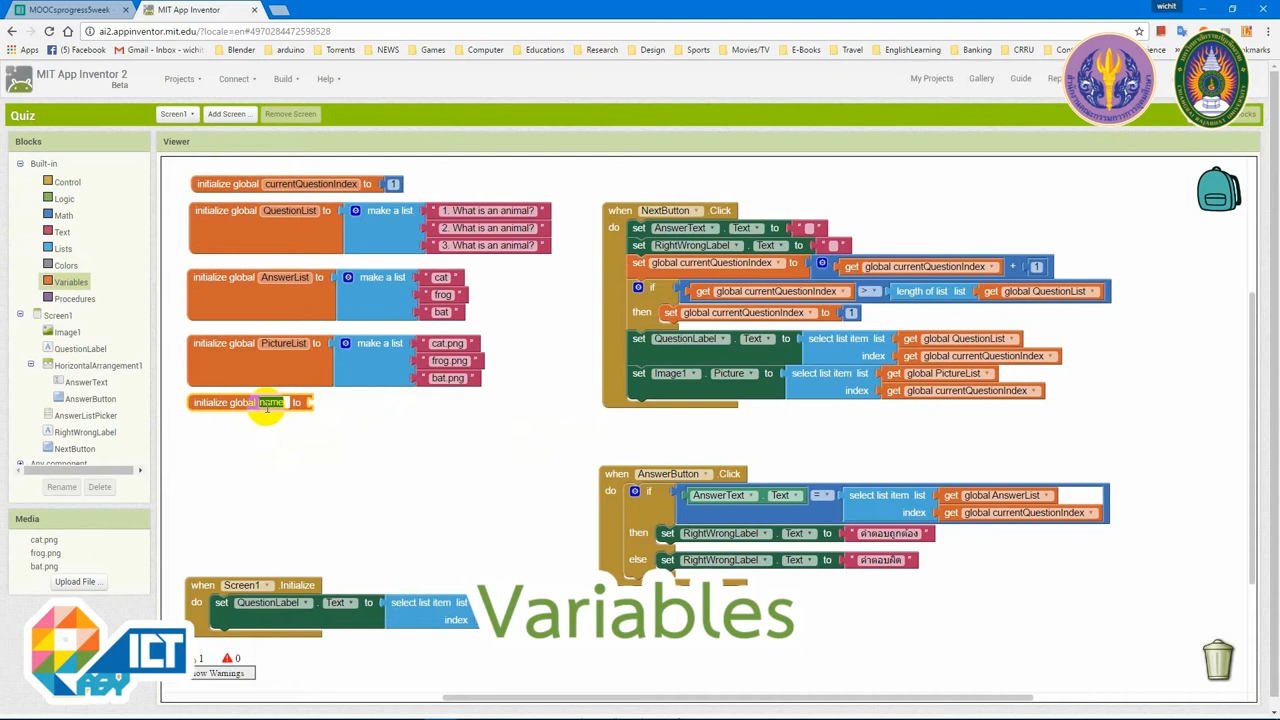 wichit
MOOCsprogress5week - MIT App Inventor 2
ai2.appinventor.mit.edu/?locale=en#4970284472598528
Apps (5) Facebook Gmail - Inbox - wichit Blender arduino Torrents NEWS Games Computer Educations Research Design Sports Movies/TV E-Books Travel EnglishLearning Banking CRRU
MIT App Inventor 2
Beta
Projects Connect Build Help
My Projects Gallery Guide
Quiz
Screen1 Add Screen ... Remove Screen
Blocks
Viewer
Built-in
Control
Logic
Math
Text
Lists
Colors
Variables
Procedures
Screen1
Image1
QuestionLabel
HorizontalArrangement1
AnswerText
AnswerButton
AnswerListPicker
RightWrongLabel
NextButton
Any component
Rename Delete
Media
cat.png
frog.png
bat.png
Upload File ...
initialize global currentQuestionIndex to 1
initialize global QuestionList to make a list " 1. What is an animal? "
" 2. What is an animal? "
" 3. What is an animal? "
initialize global AnswerList to make a list " cat "
" frog "
" bat "
initialize global PictureList to make a list " cat.png "
" frog.png "
" bat.png "
initialize global name to
when NextButton .Click
do set AnswerText . Text to " "
set RightWrongLabel . Text to " "
set global currentQuestionIndex to get global currentQuestionIndex + 1
if get global currentQuestionIndex > length of list list get global QuestionList
then set global currentQuestionIndex to 1
set QuestionLabel . Text to select list item list get global QuestionList
index get global currentQuestionIndex
set Image1 . Picture to select list item list get global PictureList
index get global currentQuestionIndex
when AnswerButton .Click
do if AnswerText . Text = select list item list get global AnswerList
index get global currentQuestionIndex
then set RightWrongLabel . Text to " คำตอบถูกต้อง "
else set RightWrongLabel . Text to " คำตอบผิด "
when Screen1 .Initialize
do set QuestionLabel . Text to select list item list
index
1 0
Warnings
Variables
ICT